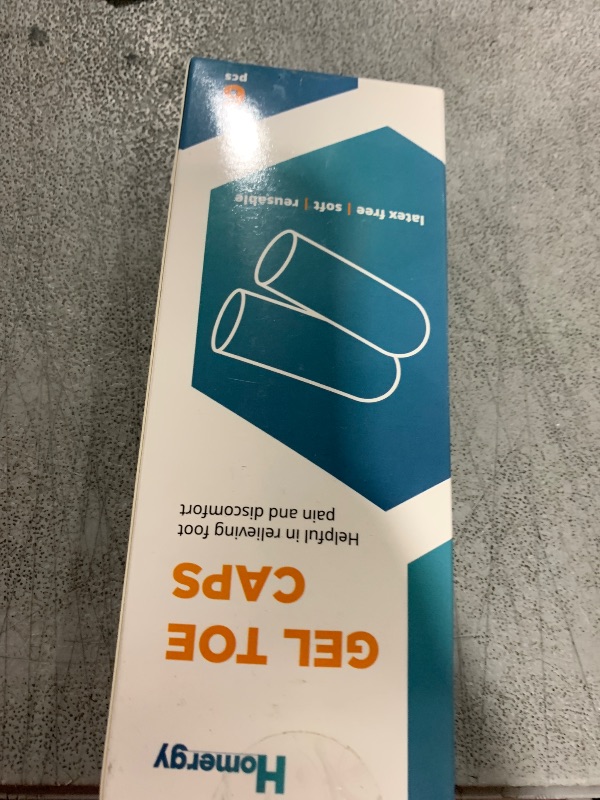 Homergy
GEL TOE
CAPS
Helpful in relieving foot
pain and discomfort
latex free | soft | reusable
pcs